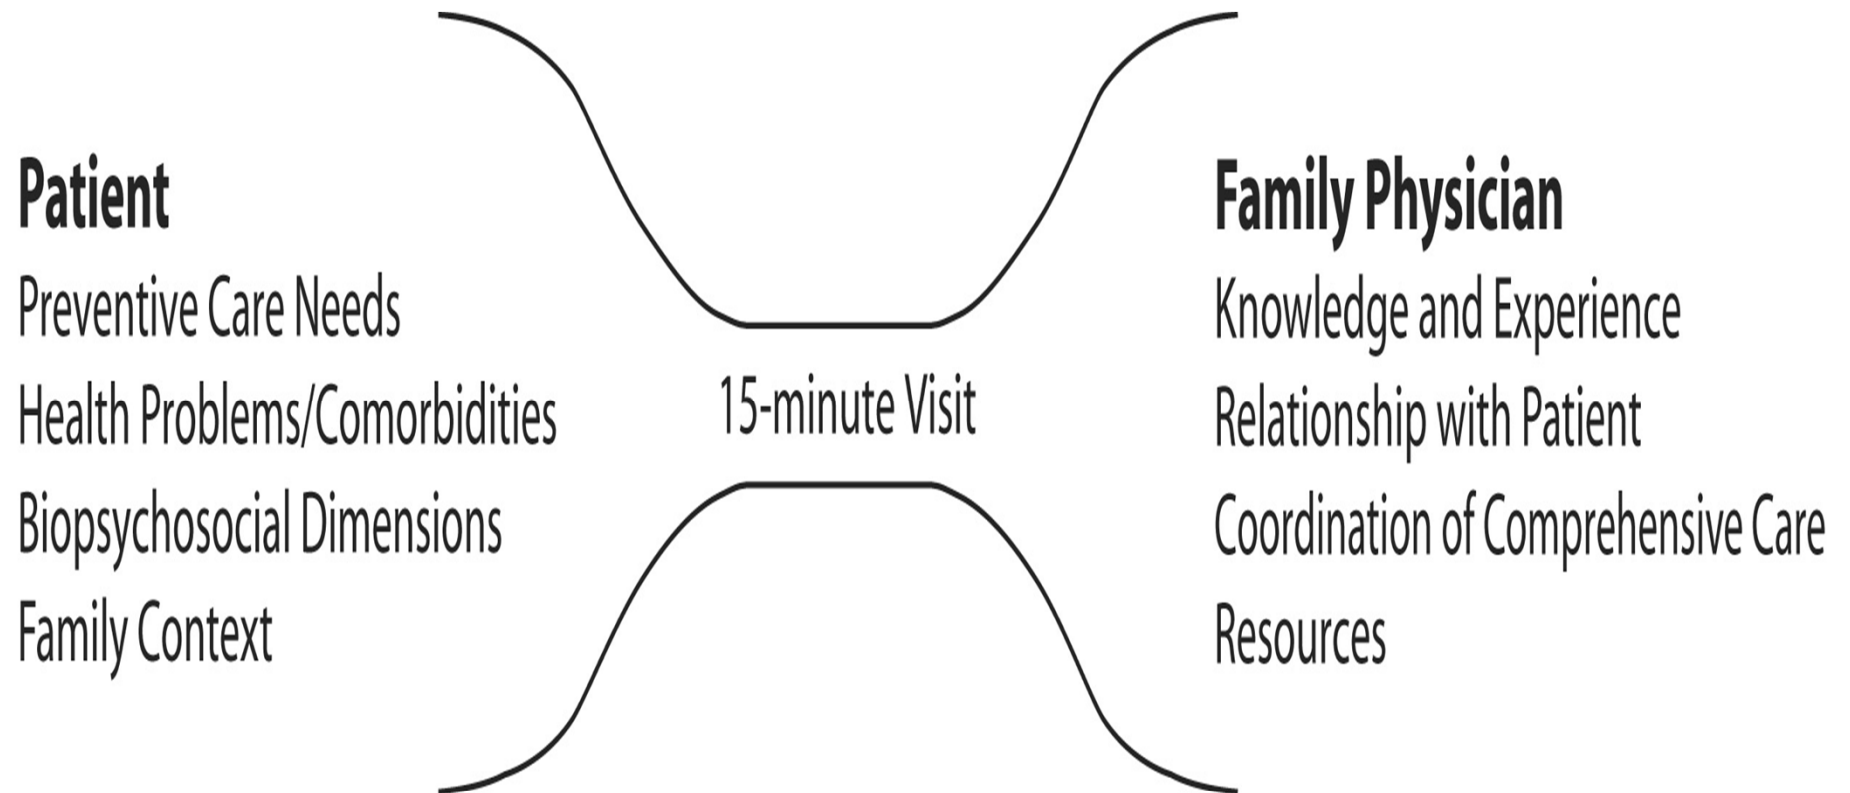 Patient
Preventive Care Needs
Health Problems/Comorbidities
Biopsychosocial Dimensions
Family Context
15-minute Visit
Family Physician
Knowledge and Experience
Relationship with Patient
Coordination of Comprehensive Care
Resources